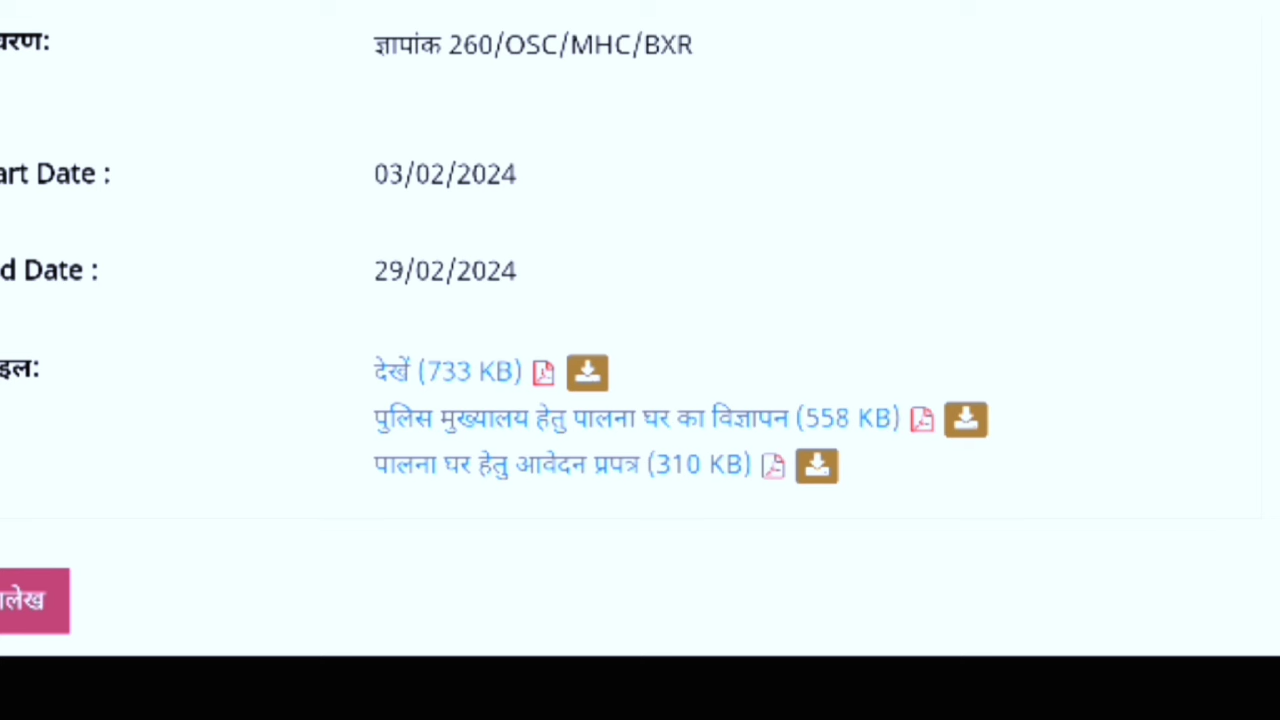 वरण: ज्ञापांक 260/OSC/MHC/BXR
art Date : 03/02/2024
d Date : 29/02/2024
इल: देखें (733 KB)
पुलिस मुख्यालय हेतु पालना घर का विज्ञापन (558 KB)
पालना घर हेतु आवेदन प्रपत्र (310 KB)
ालेख